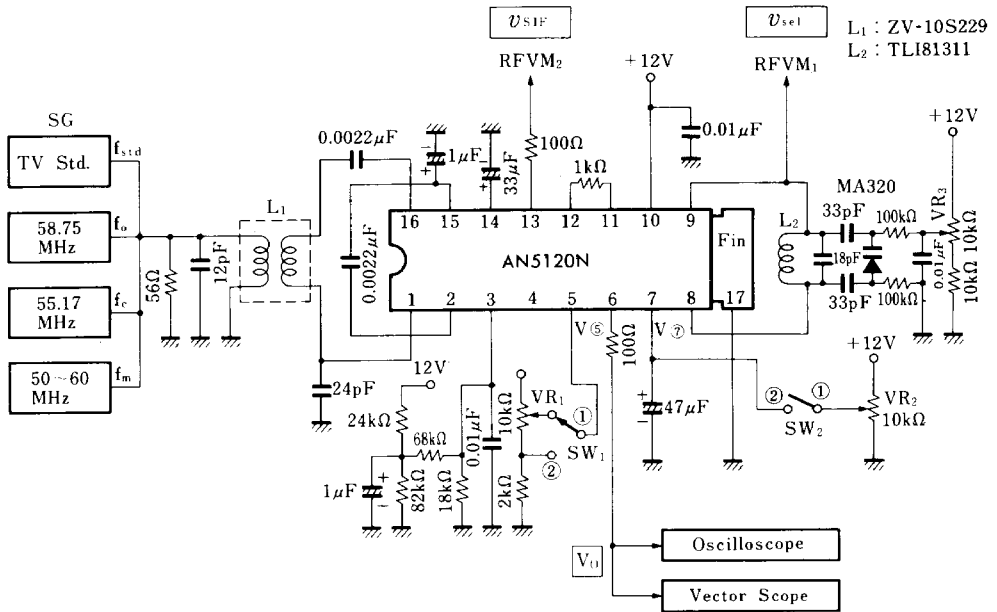 v_SIF
v_sel
L₁ : ZV-10S229
L₂ : TLI81311
RFVM₂
+12V
RFVM₁
SG
TV Std.
f_std
58.75
MHz
f_o
55.17
MHz
f_c
50~60
MHz
f_m
56Ω
12pF
L₁
0.0022μF
0.0022μF
1μF
33μF
100Ω
1kΩ
0.01μF
16 15 14 13 12 11 10 9
AN5120N
Fin
1 2 3 4 5 6 7 8 17
L₂
MA320
33pF
18pF
33pF
100kΩ
100kΩ
0.01μF
+12V
VR₃
10kΩ
10kΩ
24pF
12V
24kΩ
68kΩ
1μF
82kΩ
18kΩ
0.01μF
10kΩ
VR₁
①
SW₁
②
2kΩ
V⑤
100Ω
V⑦
47μF
② ①
SW₂
+12V
VR₂
10kΩ
V₀
Oscilloscope
Vector Scope